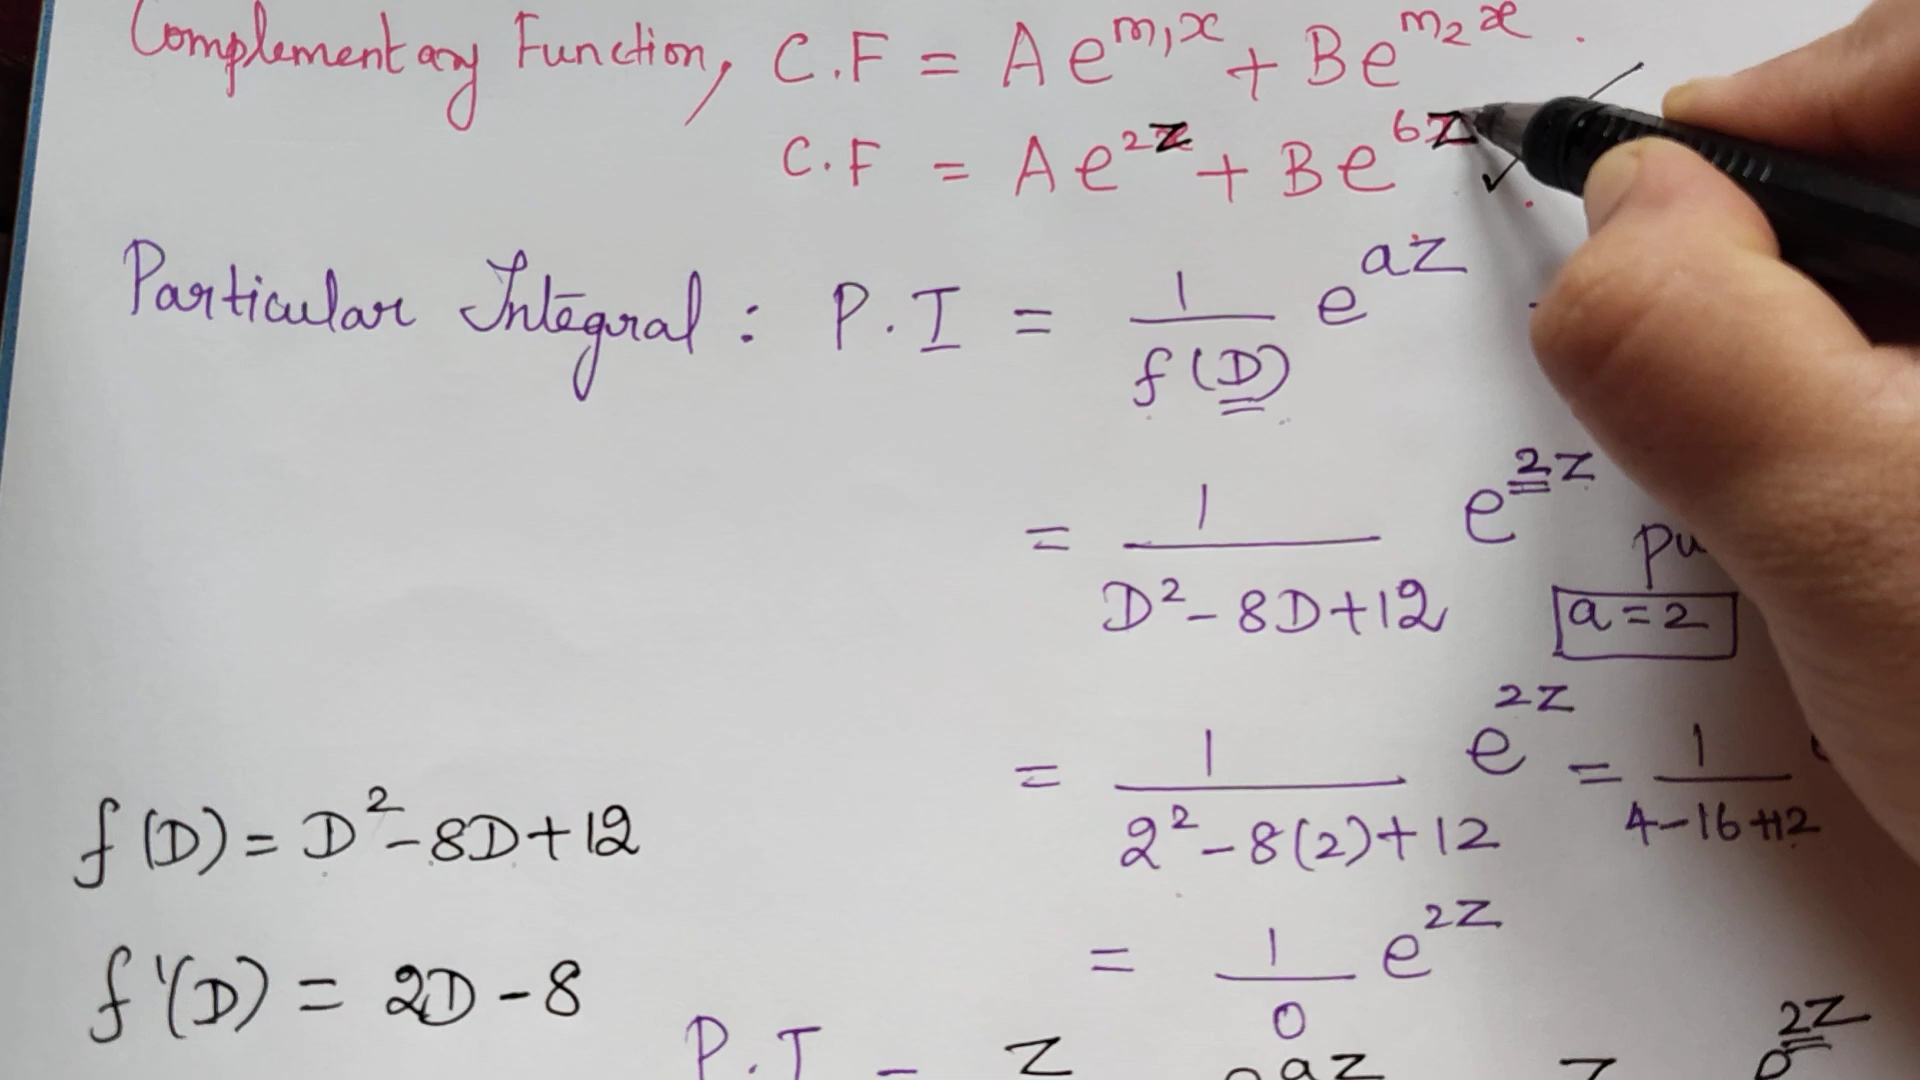 Complementary Function, C.F = Ae^{m₁x} + Be^{m₂x} .
C.F = Ae^{2z} + Be^{6z} ✓ .
Particular Integral : P.I = 1/f(D) e^{az}
= 1/(D² - 8D + 12) e^{2z}
a = 2
= 1/(2² - 8(2) + 12) e^{2z} = 1/(4 - 16 + 12)
f(D) = D² - 8D + 12
= 1/0 e^{2z}
f'(D) = 2D - 8